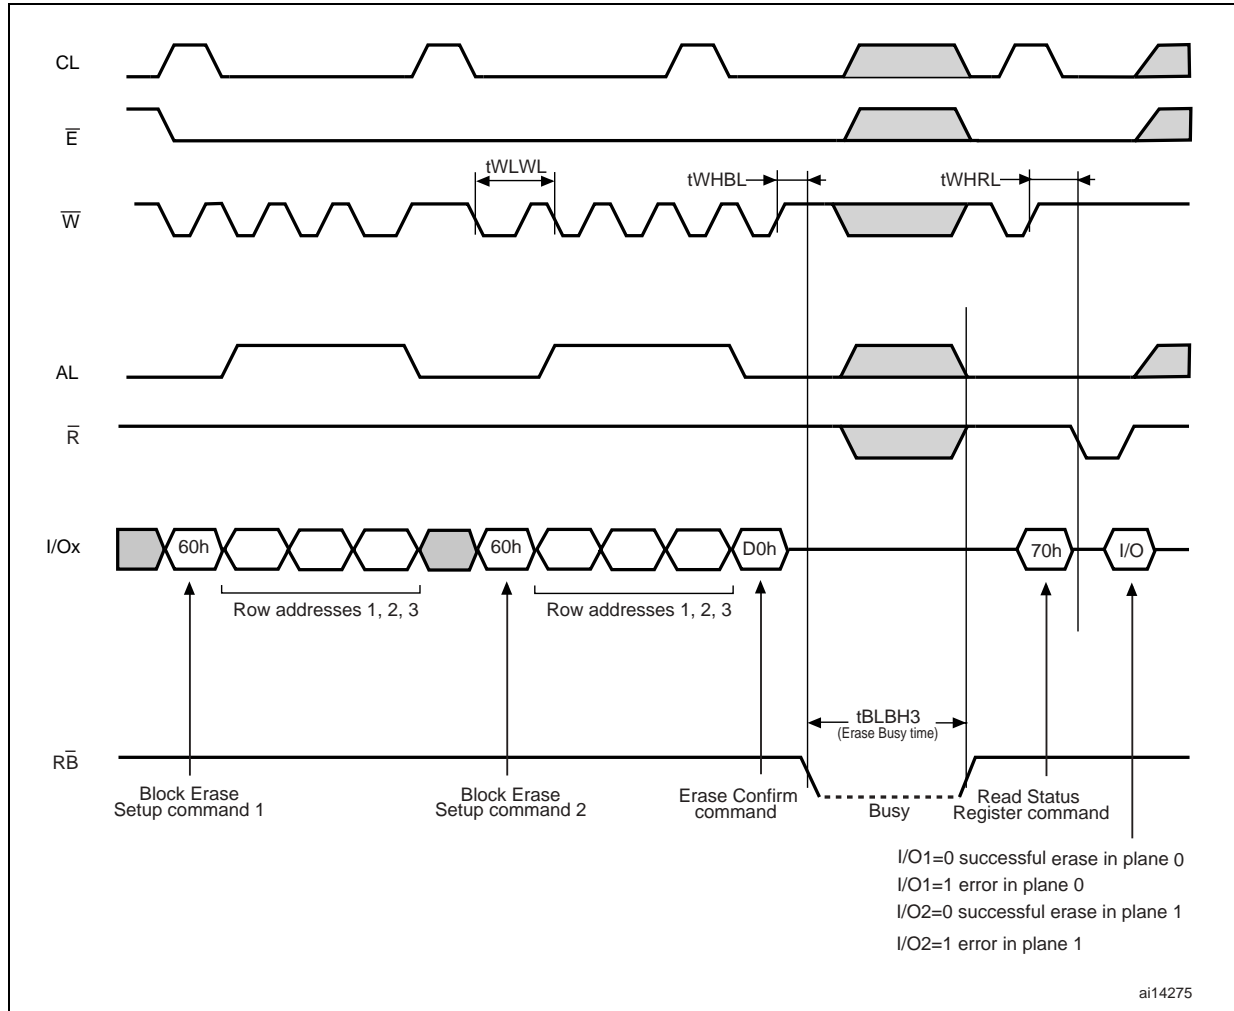 CL
E̅
tWLWL
tWHBL
tWHRL
W̅
AL
R̅
I/Ox
60h
60h
D0h
70h
I/O
Row addresses 1, 2, 3
Row addresses 1, 2, 3
tBLBH3
(Erase Busy time)
RB̅
Block Erase
Setup command 1
Block Erase
Setup command 2
Erase Confirm
command
Busy
Read Status
Register command
I/O1=0 successful erase in plane 0
I/O1=1 error in plane 0
I/O2=0 successful erase in plane 1
I/O2=1 error in plane 1
ai14275